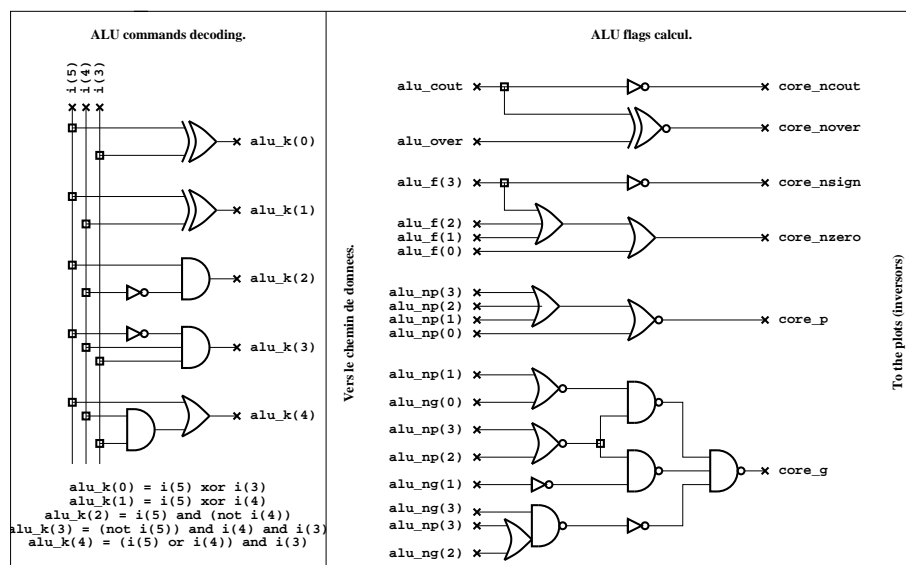 ALU commands decoding.
i(5)
i(4)
i(3)
alu_k(0)
alu_k(1)
alu_k(2)
alu_k(3)
alu_k(4)
alu_k(0) = i(5) xor i(3)
alu_k(1) = i(5) xor i(4)
alu_k(2) = i(5) and (not i(4))
alu_k(3) = (not i(5)) and i(4) and i(3)
alu_k(4) = (i(5) or i(4)) and i(3)
Vers le chemin de donnees.
ALU flags calcul.
alu_cout
core_ncout
core_nover
alu_over
alu_f(3)
core_nsign
alu_f(2)
alu_f(1)
core_nzero
alu_f(0)
alu_np(3)
alu_np(2)
alu_np(1)
core_p
alu_np(0)
alu_np(1)
alu_ng(0)
alu_np(3)
alu_np(2)
core_g
alu_ng(1)
alu_ng(3)
alu_np(3)
alu_ng(2)
To the plots (inversors)